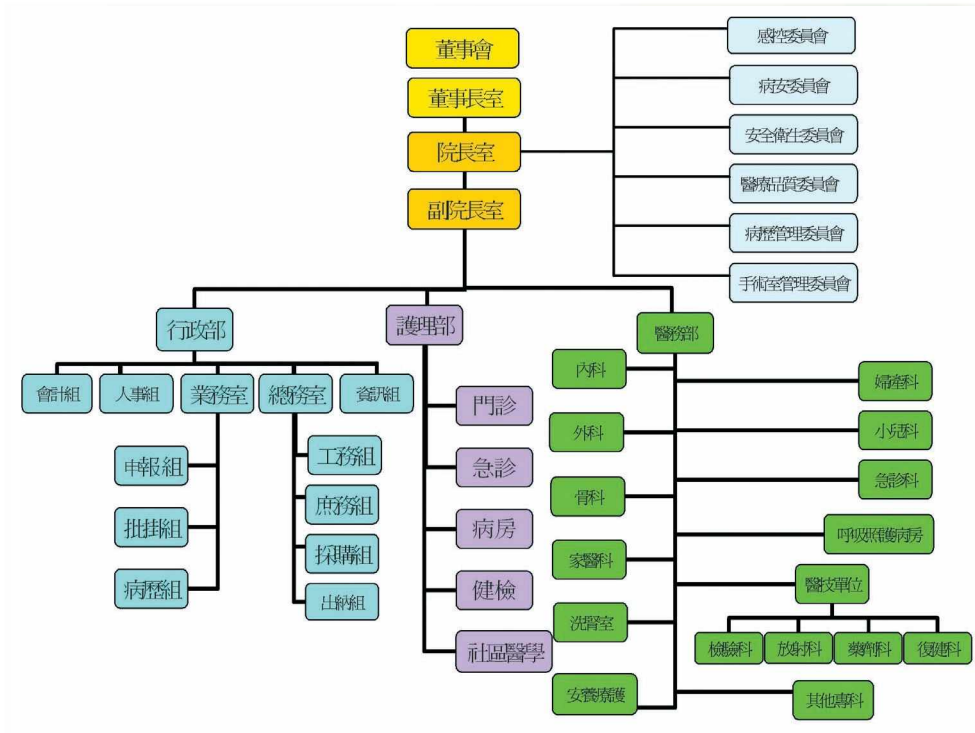 董事會
董事長室
院長室
副院長室
感控委員會
病安委員會
安全衛生委員會
醫療品質委員會
病歷管理委員會
手術室管理委員會
行政部
護理部
醫務部
會計組
人事組
業務室
總務室
資訊組
申報組
批掛組
病歷組
工務組
庶務組
採購組
出納組
門診
急診
病房
健檢
社區醫學
內科
外科
骨科
家醫科
洗腎室
安養療護
婦產科
小兒科
急診科
呼吸照護病房
醫技單位
檢驗科
放射科
藥劑科
復健科
其他專科